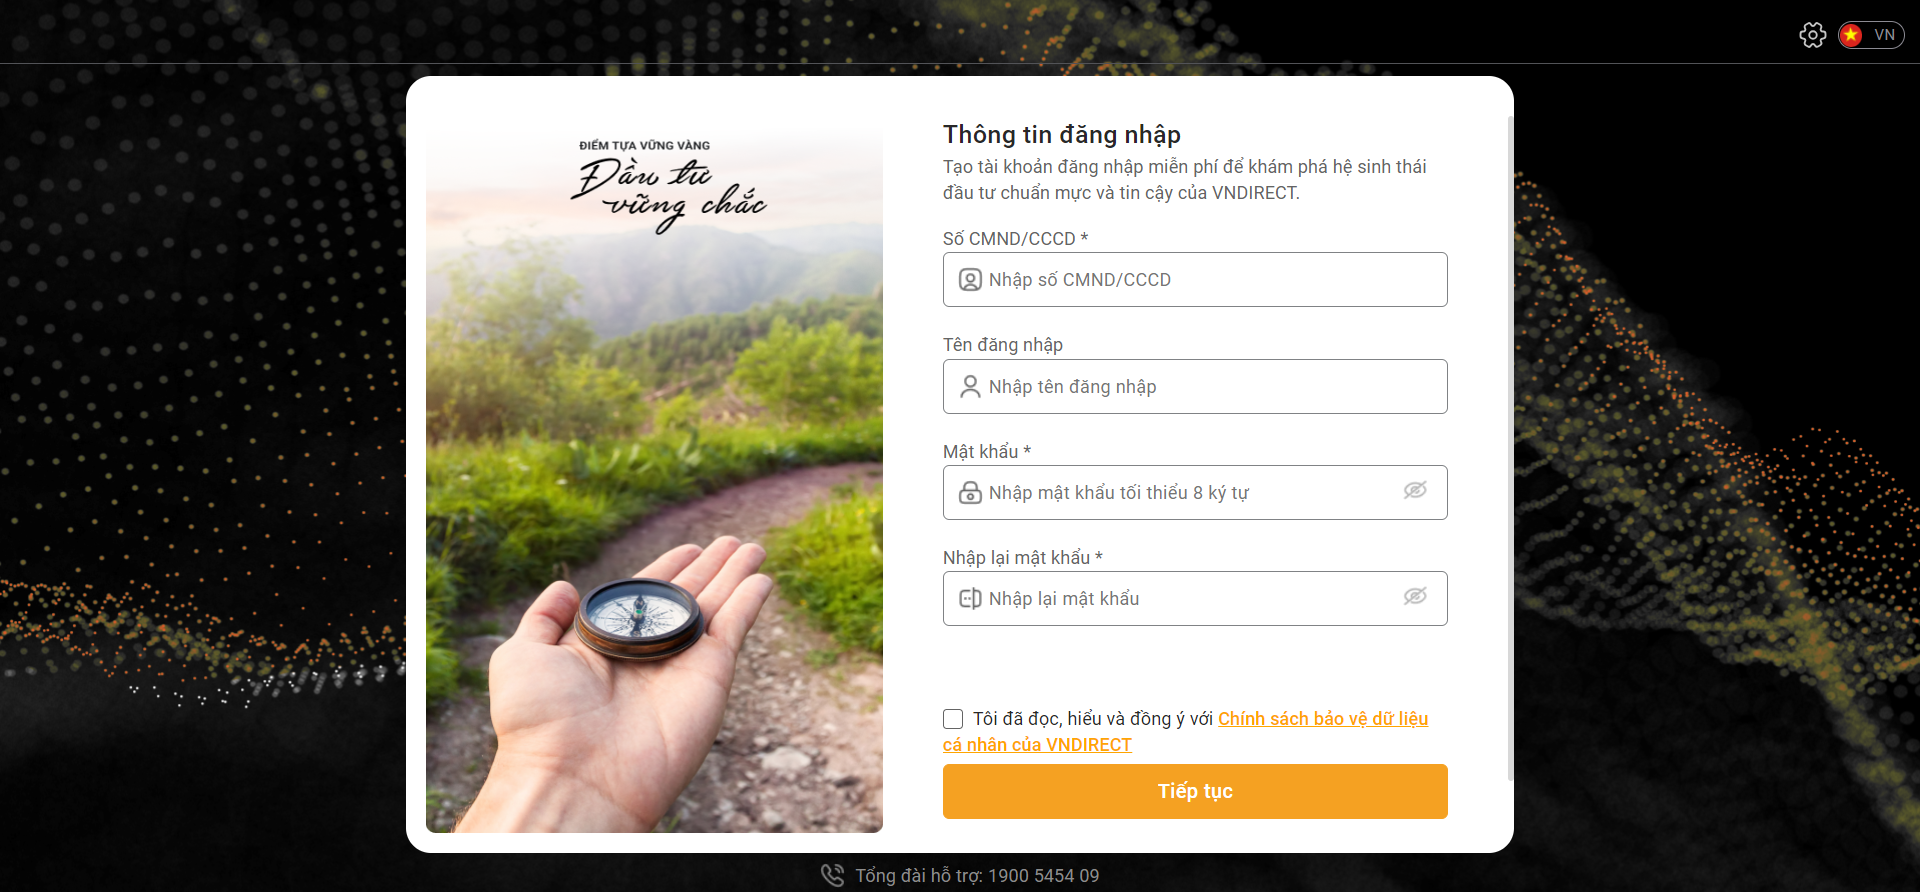 VN
ĐIỂM TỰA VỮNG VÀNG
Đầu tư
vững chắc
Thông tin đăng nhập
Tạo tài khoản đăng nhập miễn phí để khám phá hệ sinh thái
đầu tư chuẩn mực và tin cậy của VNDIRECT.
Số CMND/CCCD *
Nhập số CMND/CCCD
Tên đăng nhập
Nhập tên đăng nhập
Mật khẩu *
Nhập mật khẩu tối thiểu 8 ký tự
Nhập lại mật khẩu *
Nhập lại mật khẩu
Tôi đã đọc, hiểu và đồng ý với Chính sách bảo vệ dữ liệu
cá nhân của VNDIRECT
Tiếp tục
Tổng đài hỗ trợ: 1900 5454 09